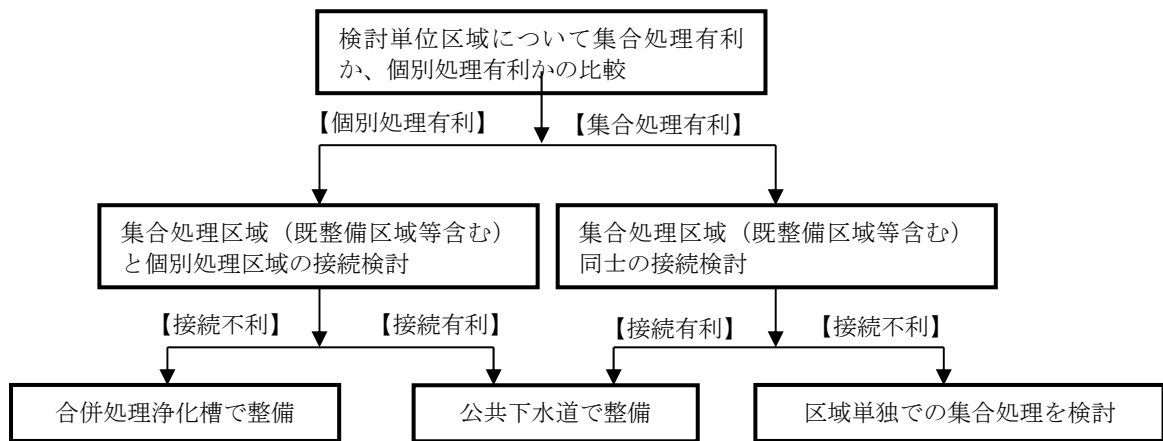 検討単位区域について集合処理有利
か、個別処理有利かの比較
【個別処理有利】
【集合処理有利】
集合処理区域（既整備区域等含む）
と個別処理区域の接続検討
集合処理区域（既整備区域等含む）
同士の接続検討
【接続不利】
【接続有利】
【接続有利】
【接続不利】
合併処理浄化槽で整備
公共下水道で整備
区域単独での集合処理を検討